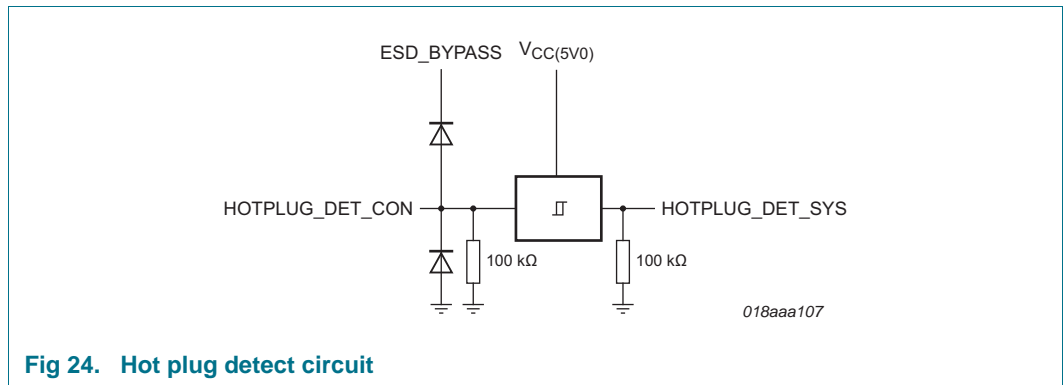 ESD_BYPASS VCC(5V0)
HOTPLUG_DET_CON
HOTPLUG_DET_SYS
100 kΩ
100 kΩ
018aaa107
Fig 24. Hot plug detect circuit